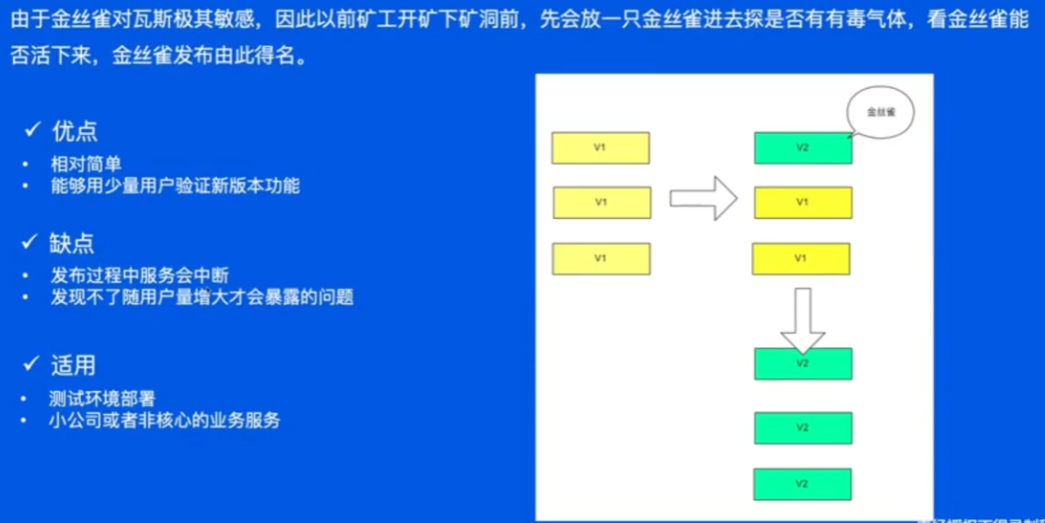 由于金丝雀对瓦斯极其敏感，因此以前矿工开矿下矿洞前，先会放一只金丝雀进去探是否有有毒气体，看金丝雀能
否活下来，金丝雀发布由此得名。
✓ 优点
• 相对简单
• 能够用少量用户验证新版本功能
✓ 缺点
• 发布过程中服务会中断
• 发现不了随用户量增大才会暴露的问题
✓ 适用
• 测试环境部署
• 小公司或者非核心的业务服务
金丝雀
V1
V2
V1
V1
V1
V1
V2
V2
V2